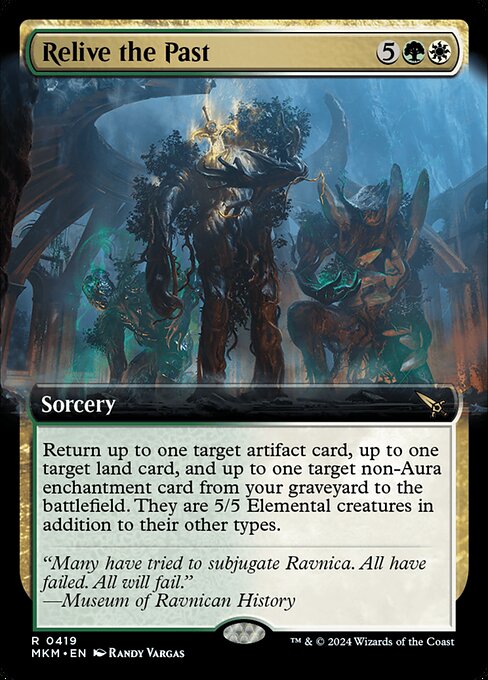 Relive the Past 5
Sorcery
Return up to one target artifact card, up to one
target land card, and up to one target non-Aura
enchantment card from your graveyard to the
battlefield. They are 5/5 Elemental creatures in
addition to their other types.
“Many have tried to subjugate Ravnica. All have
failed. All will fail.”
—Museum of Ravnican History
R 0419
MKM • EN Randy Vargas
™ & © 2024 Wizards of the Coast